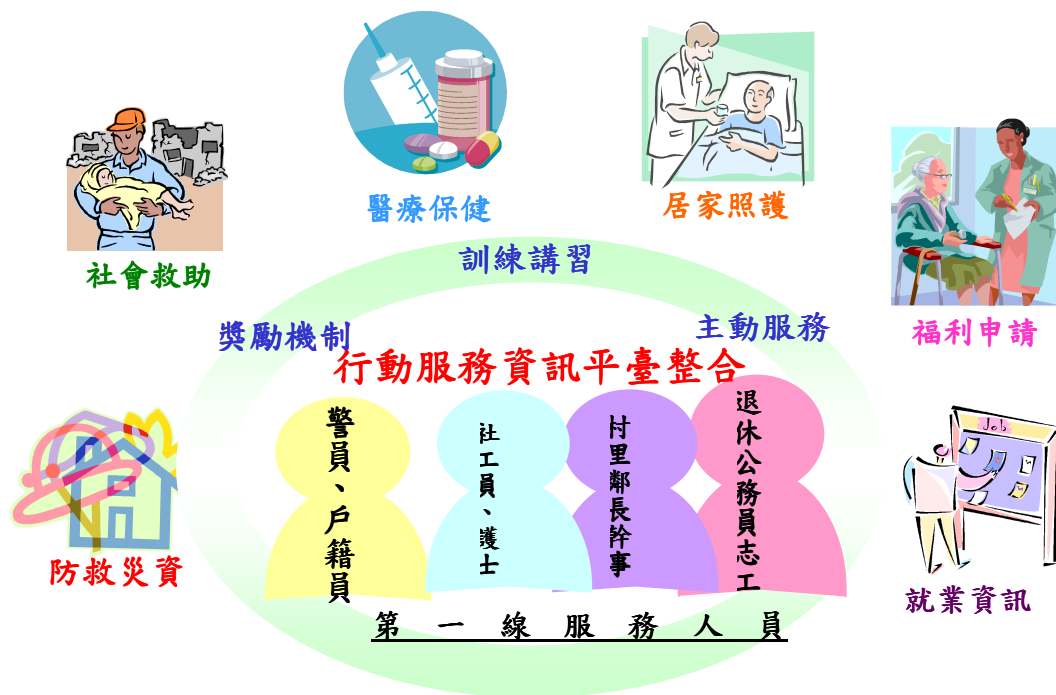 醫療保健
居家照護
社會救助
訓練講習
獎勵機制
主動服務
福利申請
行動服務資訊平臺整合
警員、戶籍員
社工員、護士
村里鄰長幹事
退休公務員志工
Job
防救災資
就業資訊
第一線服務人員